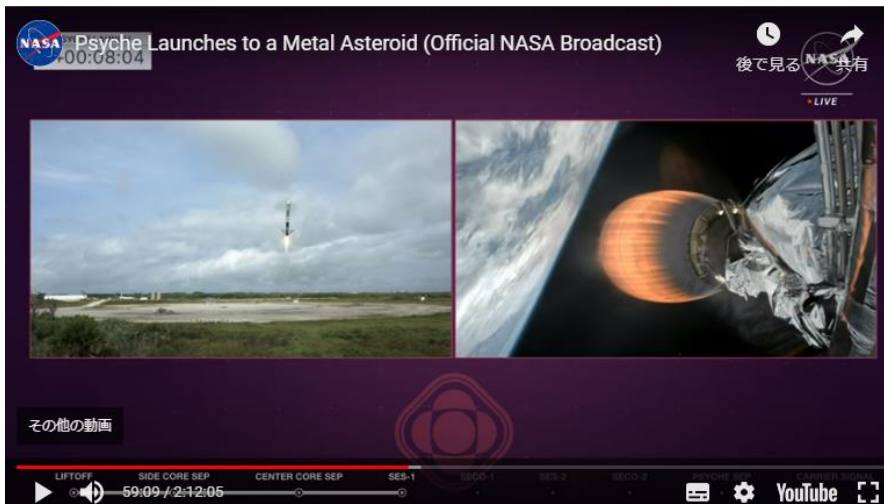 NASA
Psyche Launches to a Metal Asteroid (Official NASA Broadcast)
+00:08:04
後で見る
共有
NASA
LIVE
その他の動画
LIFTOFF
SIDE CORE SEP
CENTER CORE SEP
SES-1
SECO-1
SES-2
SECO-2
PSYCHE SEP
CARRIER SIGNAL
59:09 / 2:12:05
YouTube